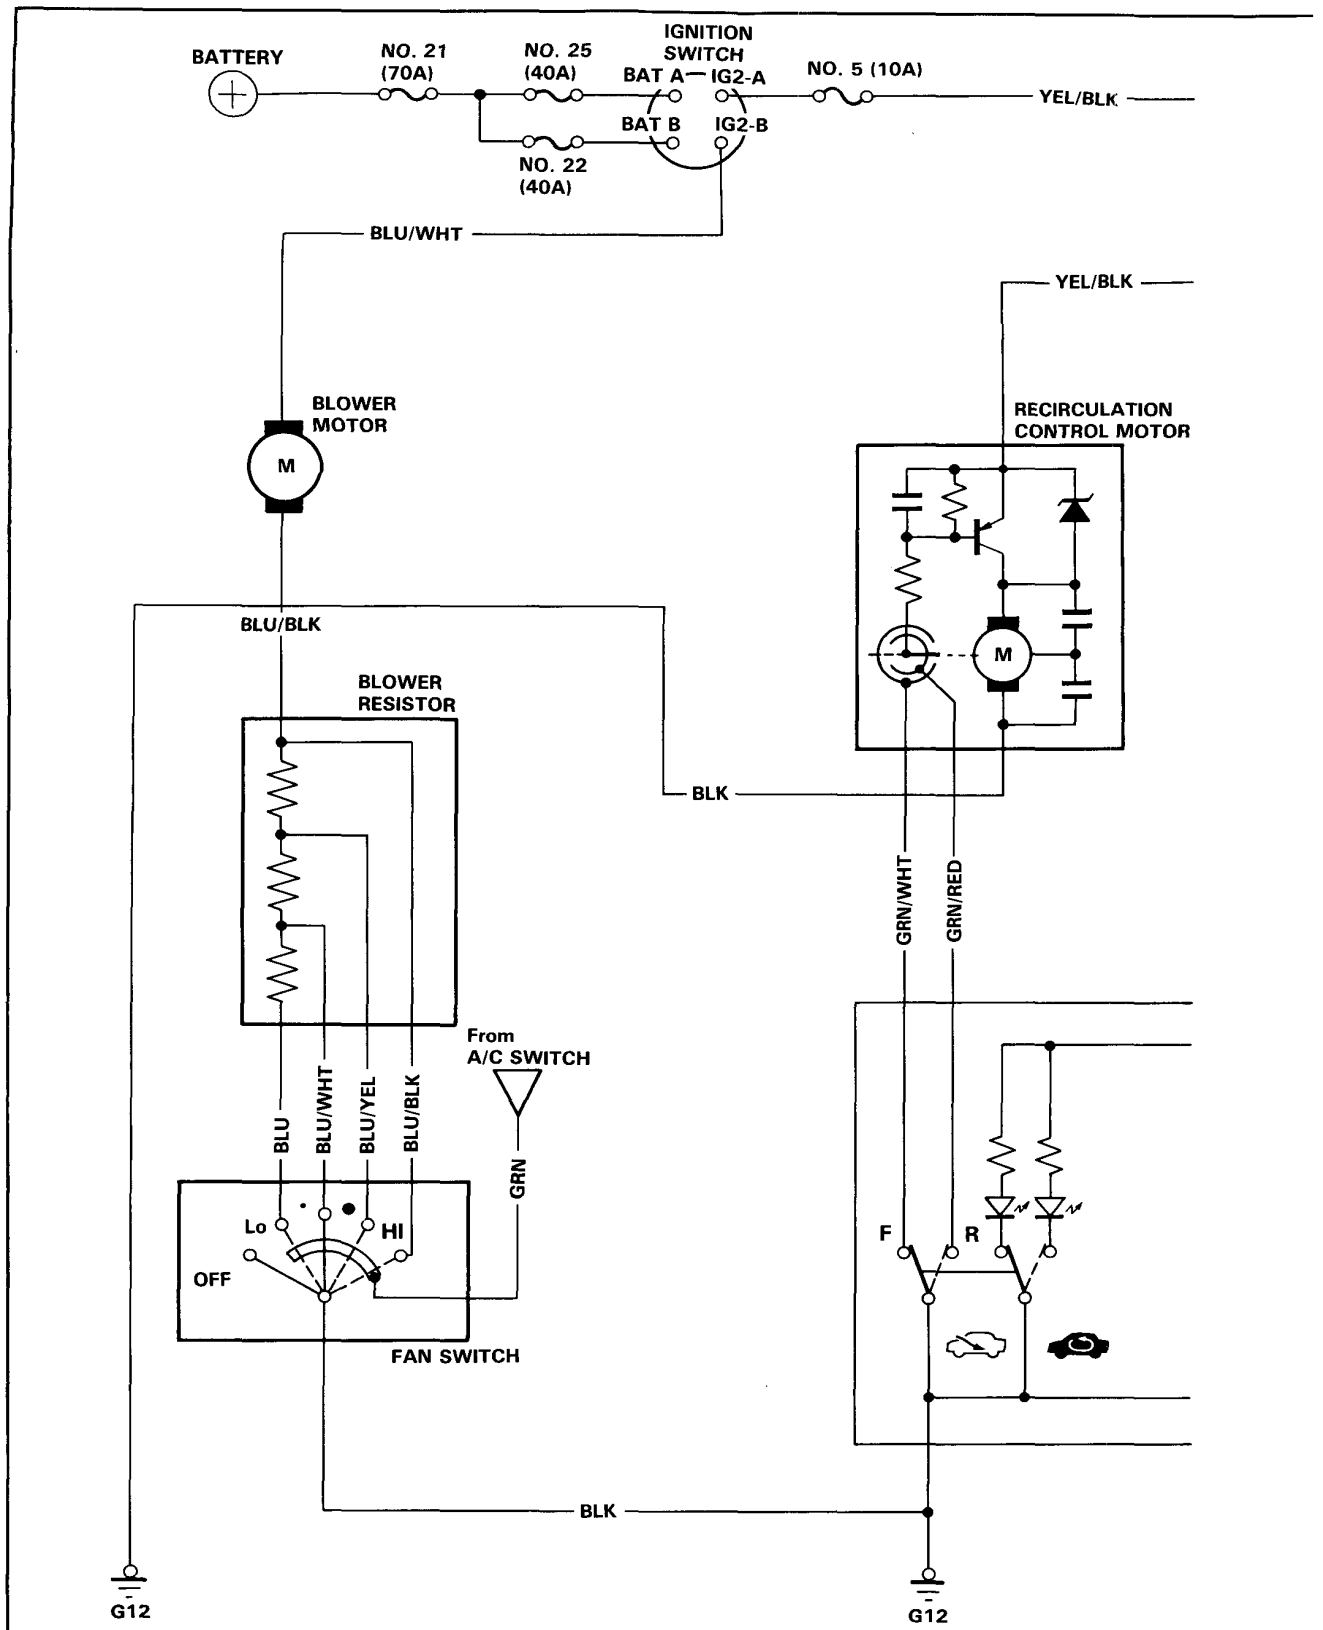 IGNITION
SWITCH
BATTERY
NO. 21
(70A)
NO. 25
(40A)
BAT A
IG2-A
NO. 5 (10A)
YEL/BLK
BAT B
IG2-B
NO. 22
(40A)
BLU/WHT
YEL/BLK
BLOWER
MOTOR
M
RECIRCULATION
CONTROL MOTOR
M
BLU/BLK
BLOWER
RESISTOR
BLK
GRN/WHT
GRN/RED
From
A/C SWITCH
BLU
BLU/WHT
BLU/YEL
BLU/BLK
GRN
Lo
HI
OFF
FAN SWITCH
F
R
BLK
G12
G12